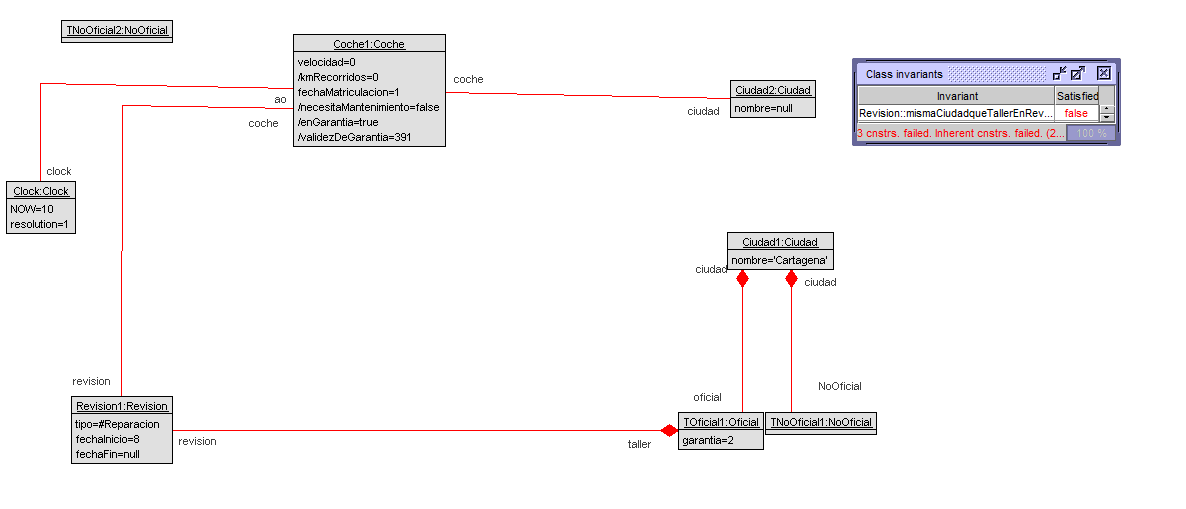 TNoOficial2:NoOficial
Coche1:Coche
velocidad=0
/kmRecorridos=0
fechaMatriculacion=1
/necesitaMantenimiento=false
/enGarantia=true
/validezDeGarantia=391
coche
ciudad
Ciudad2:Ciudad
nombre=null
Class invariants
Invariant Satisfied
Revision::mismaCiudadqueTallerEnRev... false
3 cnstrs. failed. Inherent cnstrs. failed. (2... 100 %
ao
coche
clock
Clock:Clock
NOW=10
resolution=1
Ciudad1:Ciudad
nombre='Cartagena'
ciudad
ciudad
revision
Revision1:Revision
tipo=#Reparacion
fechaInicio=8
fechaFin=null
revision
taller
oficial
NoOficial
TOficial1:Oficial
garantia=2
TNoOficial1:NoOficial